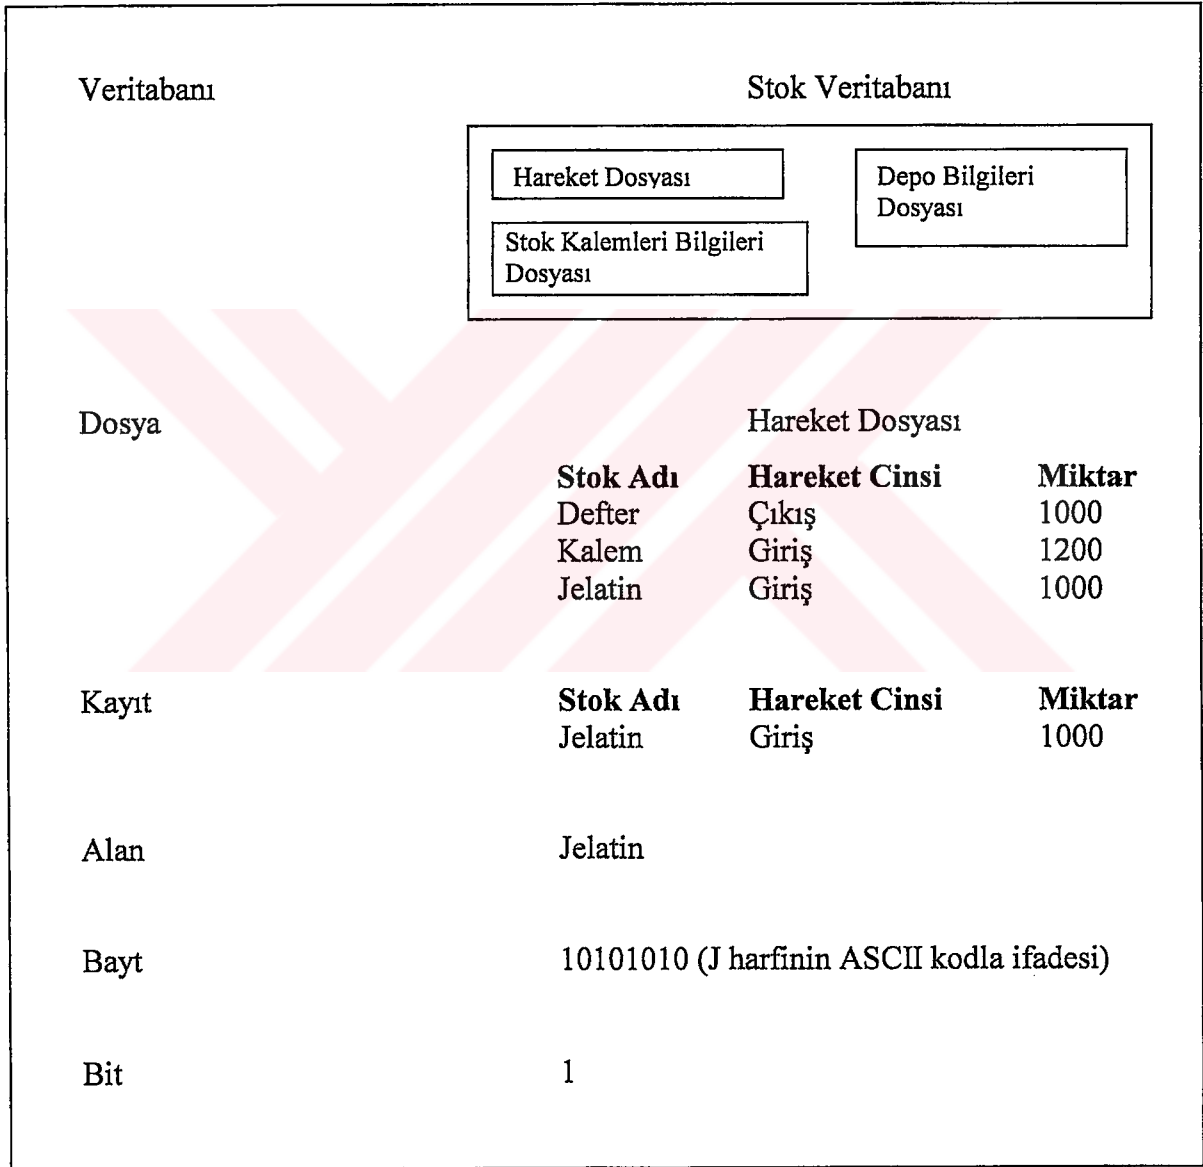 Veritabanı Stok Veritabanı
Hareket Dosyası
Depo Bilgileri
Dosyası
Stok Kalemleri Bilgileri
Dosyası
Dosya Hareket Dosyası
Stok Adı Hareket Cinsi Miktar
Defter Çıkış 1000
Kalem Giriş 1200
Jelatin Giriş 1000
Kayıt Stok Adı Hareket Cinsi Miktar
Jelatin Giriş 1000
Alan Jelatin
Bayt 10101010 (J harfinin ASCII kodla ifadesi)
Bit 1